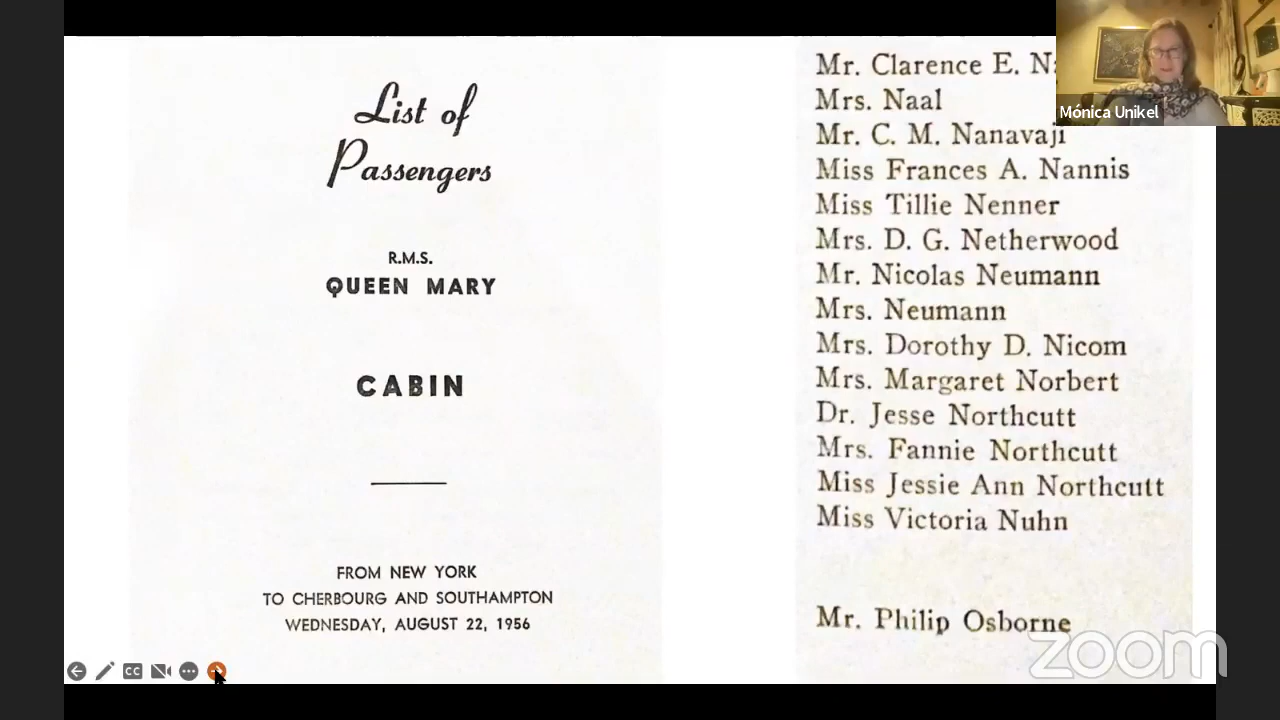 List of
Passengers
R.M.S.
QUEEN MARY
CABIN
FROM NEW YORK
TO CHERBOURG AND SOUTHAMPTON
WEDNESDAY, AUGUST 22, 1956
Mr. Clarence E.
Mrs. Naal
Mr. C. M. Nanavaji
Miss Frances A. Nannis
Miss Tillie Nenner
Mrs. D. G. Netherwood
Mr. Nicolas Neumann
Mrs. Neumann
Mrs. Dorothy D. Nicom
Mrs. Margaret Norbert
Dr. Jesse Northcutt
Mrs. Fannie Northcutt
Miss Jessie Ann Northcutt
Miss Victoria Nuhn
Mr. Philip Osborne
Mónica Unikel
CC
zoom